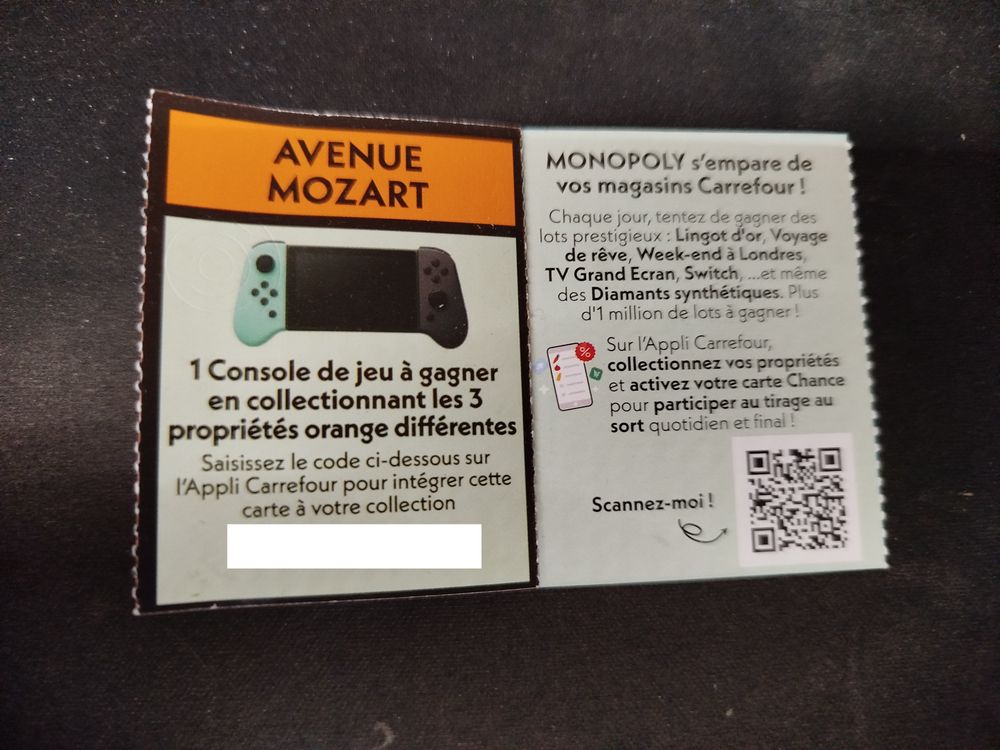 AVENUE
MOZART
1 Console de jeu à gagner
en collectionnant les 3
propriétés orange différentes
Saisissez le code ci-dessous sur
l'Appli Carrefour pour intégrer cette
carte à votre collection
MONOPOLY s'empare de
vos magasins Carrefour !
Chaque jour, tentez de gagner des
lots prestigieux : Lingot d'or, Voyage
de rêve, Week-end à Londres,
TV Grand Ecran, Switch, ...et même
des Diamants synthétiques. Plus
d'1 million de lots à gagner !
%
Sur l'Appli Carrefour,
collectionnez vos propriétés
et activez votre carte Chance
pour participer au tirage au
sort quotidien et final !
Scannez-moi !